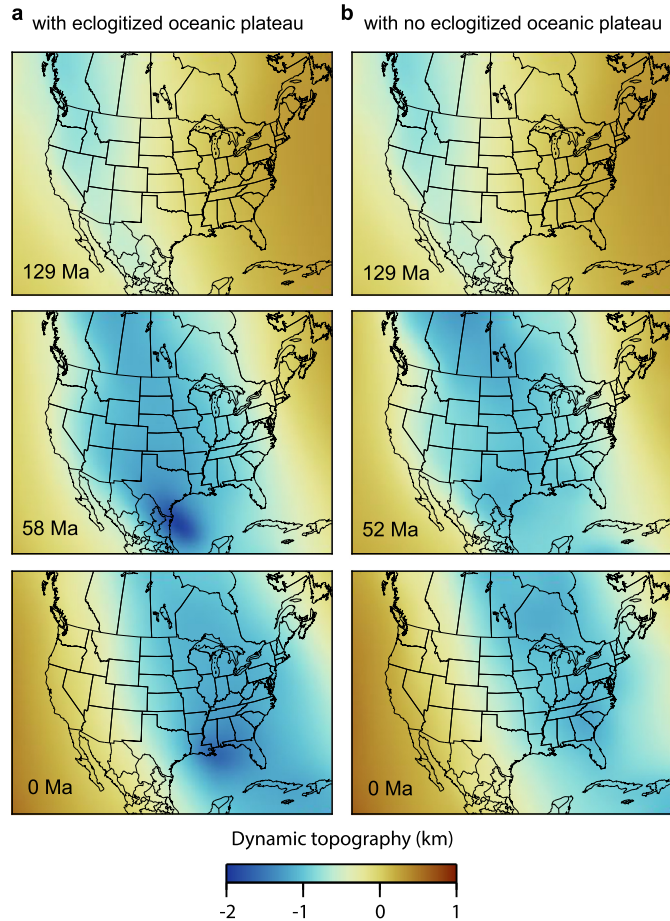 a with eclogitized oceanic plateau
b with no eclogitized oceanic plateau
129 Ma
129 Ma
58 Ma
52 Ma
0 Ma
0 Ma
Dynamic topography (km)
-2 -1 0 1